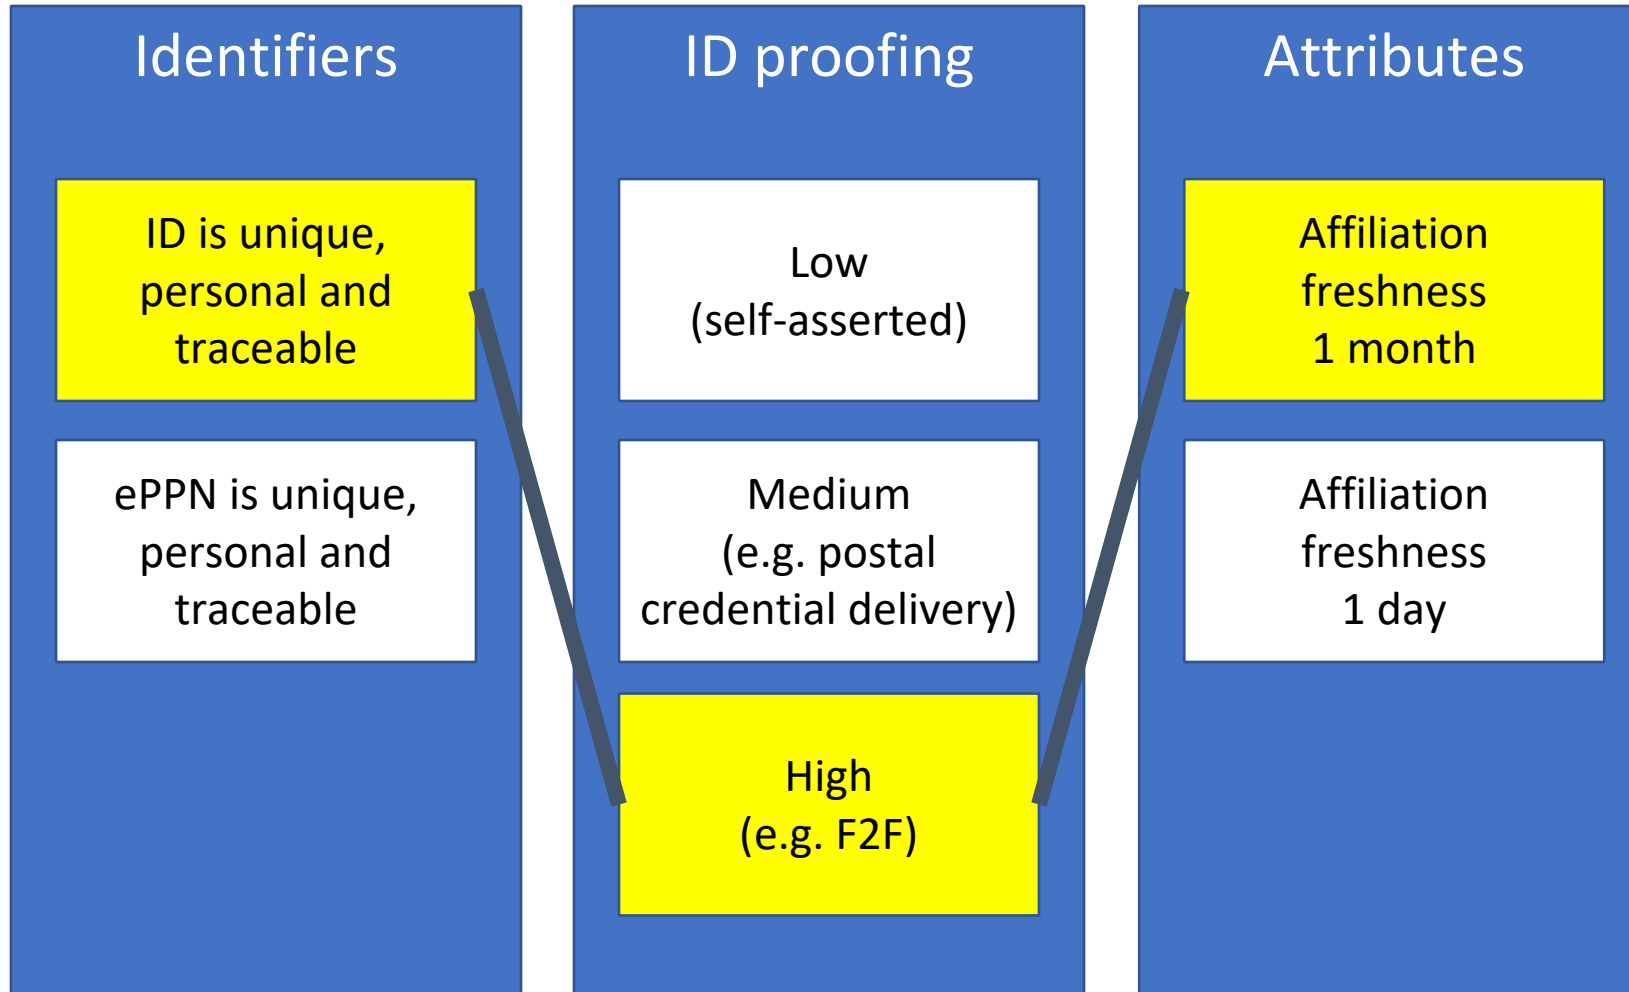 Identifiers
ID is unique,
personal and
traceable
ePPN is unique,
personal and
traceable
ID proofing
Low
(self-asserted)
Medium
(e.g. postal
credential delivery)
High
(e.g. F2F)
Attributes
Affiliation
freshness
1 month
Affiliation
freshness
1 day